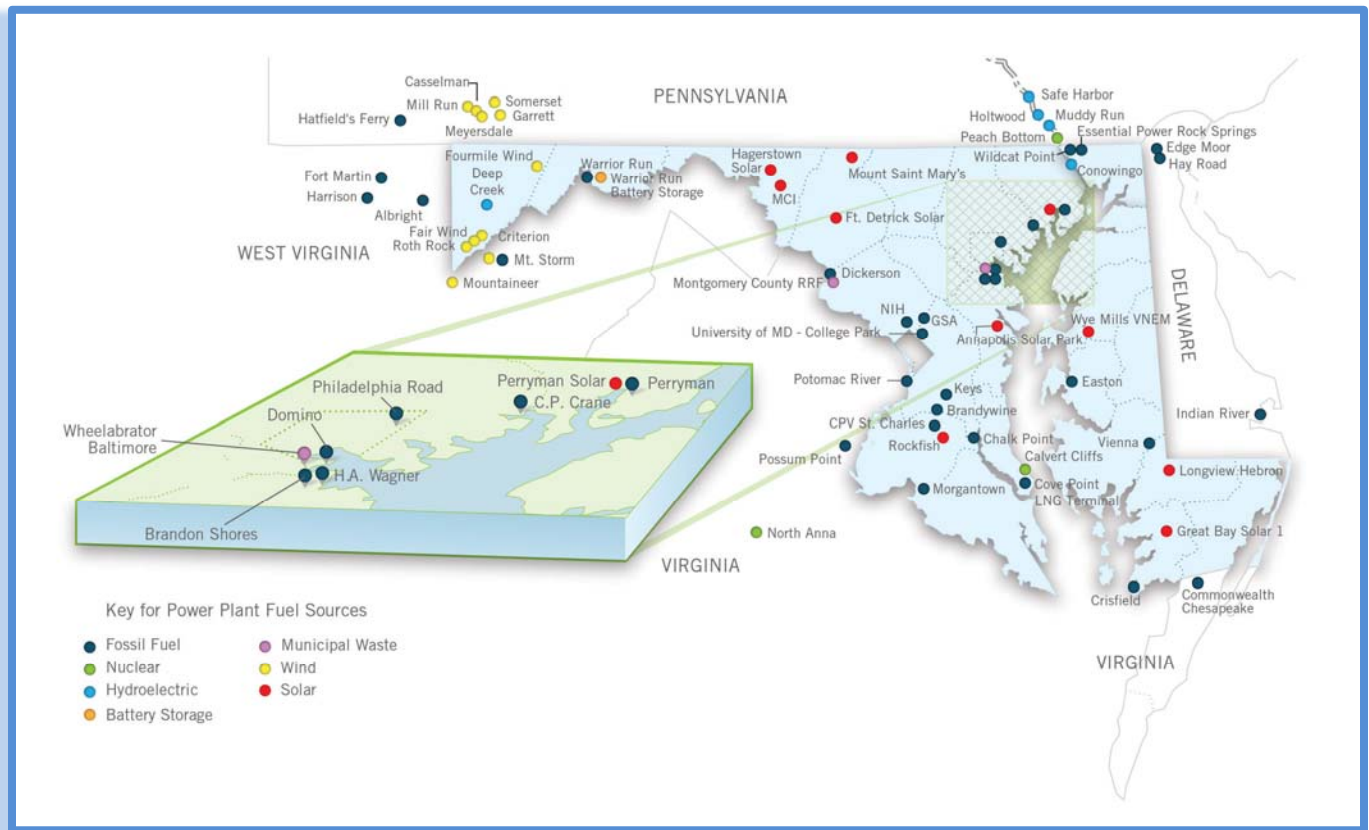 Casselman
Mill Run
Somerset
Garrett
Meyersdale
Hatfield's Ferry
PENNSYLVANIA
Safe Harbor
Holtwood
Muddy Run
Peach Bottom
Essential Power Rock Springs
Wildcat Point
Edge Moor
Hay Road
Conowingo
Fourmile Wind
Deep
Creek
Warrior Run
Warrior Run
Battery Storage
Hagerstown
Solar
MCI
Mount Saint Mary's
Fort Martin
Harrison
Albright
Ft. Detrick Solar
Fair Wind
Roth Rock
Criterion
WEST VIRGINIA
Mt. Storm
Mountaineer
Dickerson
Montgomery County RRF
DELAWARE
NIH
GSA
University of MD - College Park
Annapolis Solar Park
Wye Mills VNEM
Potomac River
Keys
Easton
Brandywine
CPV St. Charles
Indian River
Rockfish
Chalk Point
Vienna
Possum Point
Calvert Cliffs
Longview Hebron
Morgantown
Cove Point
LNG Terminal
Great Bay Solar 1
North Anna
VIRGINIA
Crisfield
Commonwealth
Chesapeake
VIRGINIA
Philadelphia Road
Perryman Solar
Perryman
C.P. Crane
Domino
Wheelabrator
Baltimore
H.A. Wagner
Brandon Shores
Key for Power Plant Fuel Sources
Fossil Fuel
Nuclear
Hydroelectric
Battery Storage
Municipal Waste
Wind
Solar